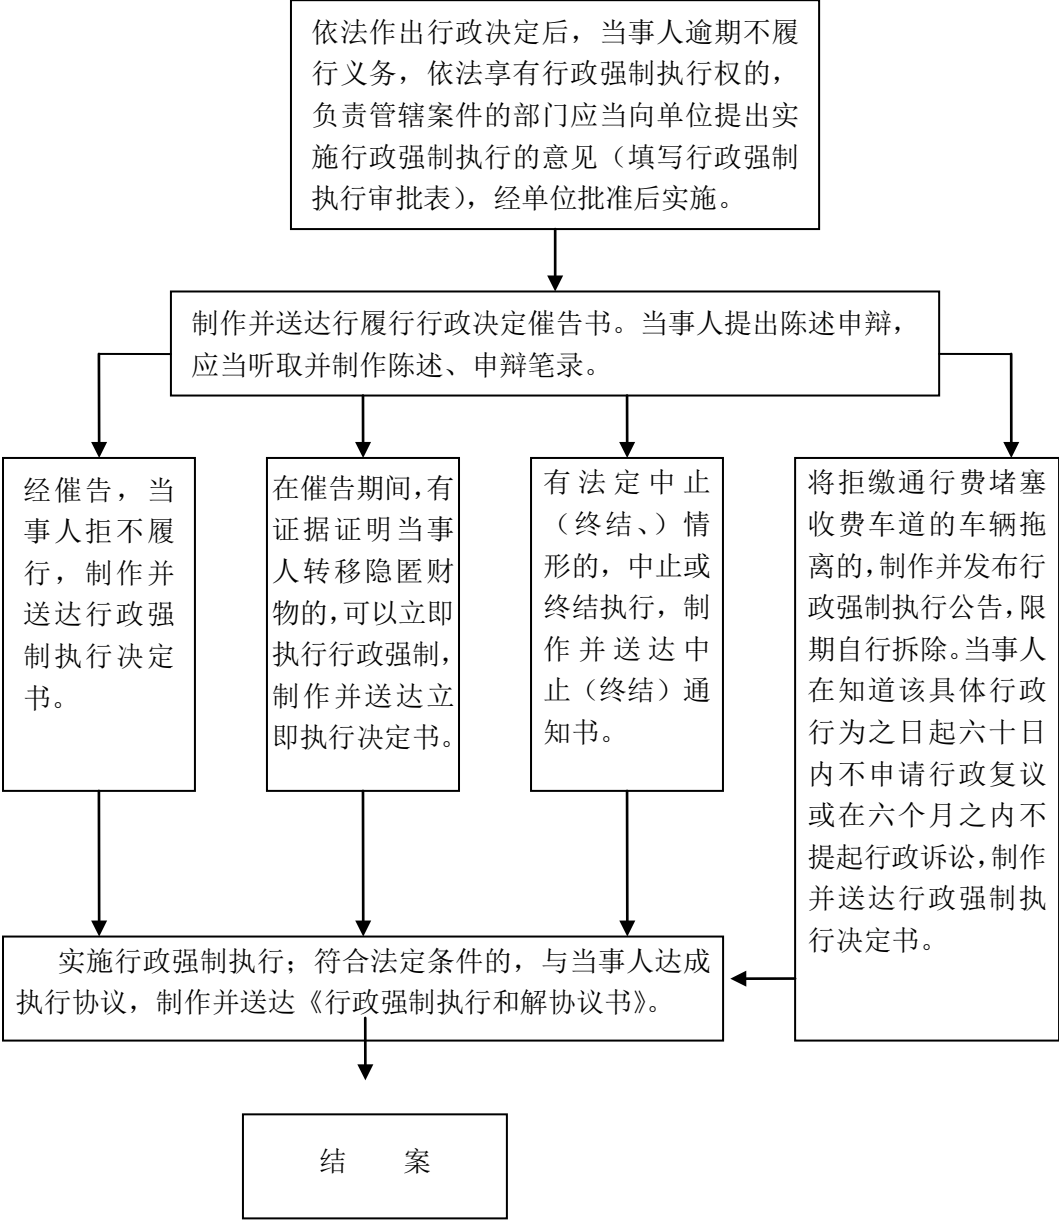 依法作出行政决定后，当事人逾期不履
行义务，依法享有行政强制执行权的，
负责管辖案件的部门应当向单位提出实
施行政强制执行的意见（填写行政强制
执行审批表），经单位批准后实施。
制作并送达行履行行政决定催告书。当事人提出陈述申辩，
应当听取并制作陈述、申辩笔录。
经催告，当
事人拒不履
行，制作并
送达行政强
制执行决定
书。
在催告期间，有
证据证明当事
人转移隐匿财
物的，可以立即
执行行政强制，
制作并送达立
即执行决定书。
有法定中止
（终结、）情
形的，中止或
终结执行，制
作并送达中
止（终结）通
知书。
将拒缴通行费堵塞
收费车道的车辆拖
离的，制作并发布行
政强制执行公告，限
期自行拆除。当事人
在知道该具体行政
行为之日起六十日
内不申请行政复议
或在六个月之内不
提起行政诉讼，制作
并送达行政强制执
行决定书。
实施行政强制执行；符合法定条件的，与当事人达成
执行协议，制作并送达《行政强制执行和解协议书》。
结 案